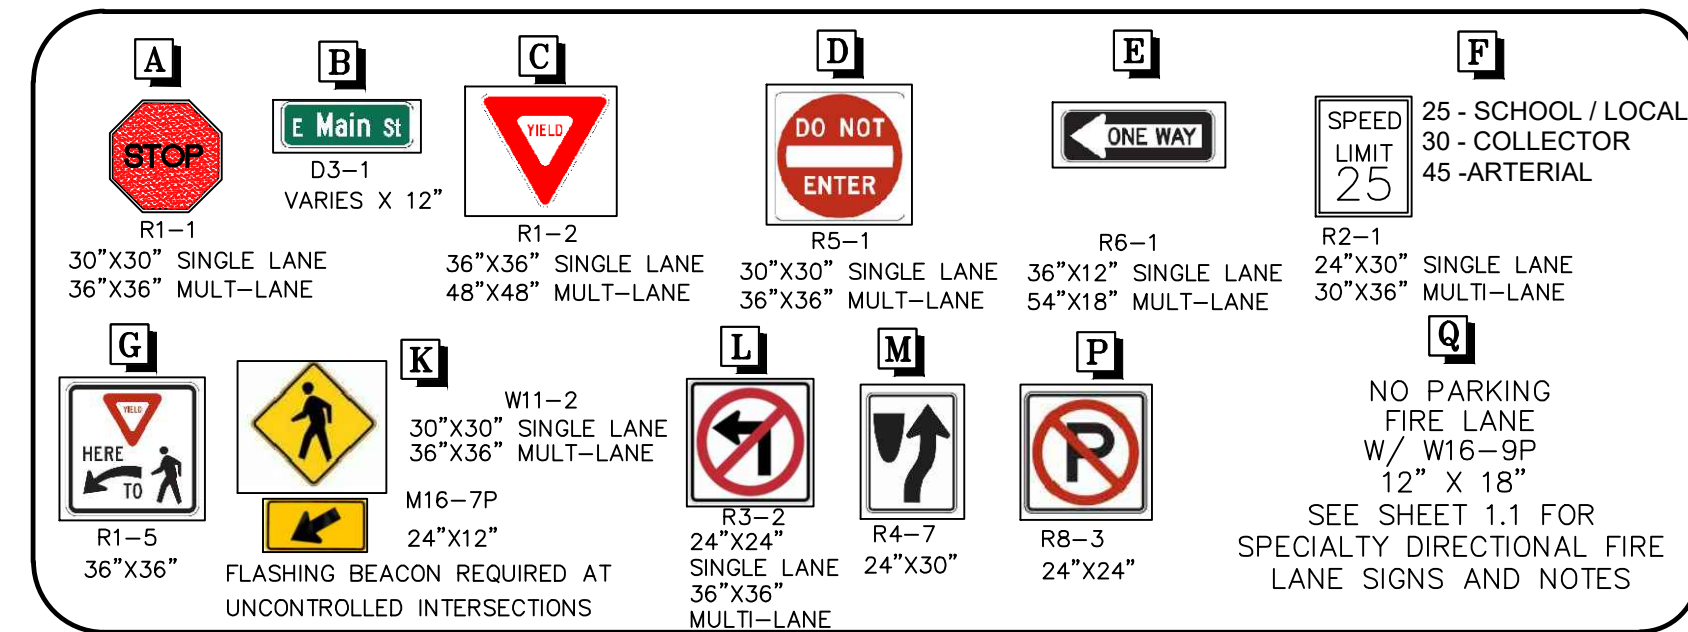 A
STOP
R1-1
30"X30" SINGLE LANE
36"X36" MULT-LANE
B
E Main St
D3-1
VARIES X 12"
C
YIELD
R1-2
36"X36" SINGLE LANE
48"X48" MULT-LANE
D
DO NOT
ENTER
R5-1
30"X30" SINGLE LANE
36"X36" MULT-LANE
E
ONE WAY
R6-1
36"X12" SINGLE LANE
54"X18" MULT-LANE
F
SPEED
LIMIT
25
25 - SCHOOL / LOCAL
30 - COLLECTOR
45 -ARTERIAL
R2-1
24"X30" SINGLE LANE
30"X36" MULTI-LANE
G
YIELD
HERE
TO
R1-5
36"X36"
K
W11-2
30"X30" SINGLE LANE
36"X36" MULT-LANE
M16-7P
24"X12"
FLASHING BEACON REQUIRED AT
UNCONTROLLED INTERSECTIONS
L
R3-2
24"X24"
SINGLE LANE
36"X36"
MULTI-LANE
M
R4-7
24"X30"
P
P
R8-3
24"X24"
Q
NO PARKING
FIRE LANE
W/ W16-9P
12" X 18"
SEE SHEET 1.1 FOR
SPECIALTY DIRECTIONAL FIRE
LANE SIGNS AND NOTES